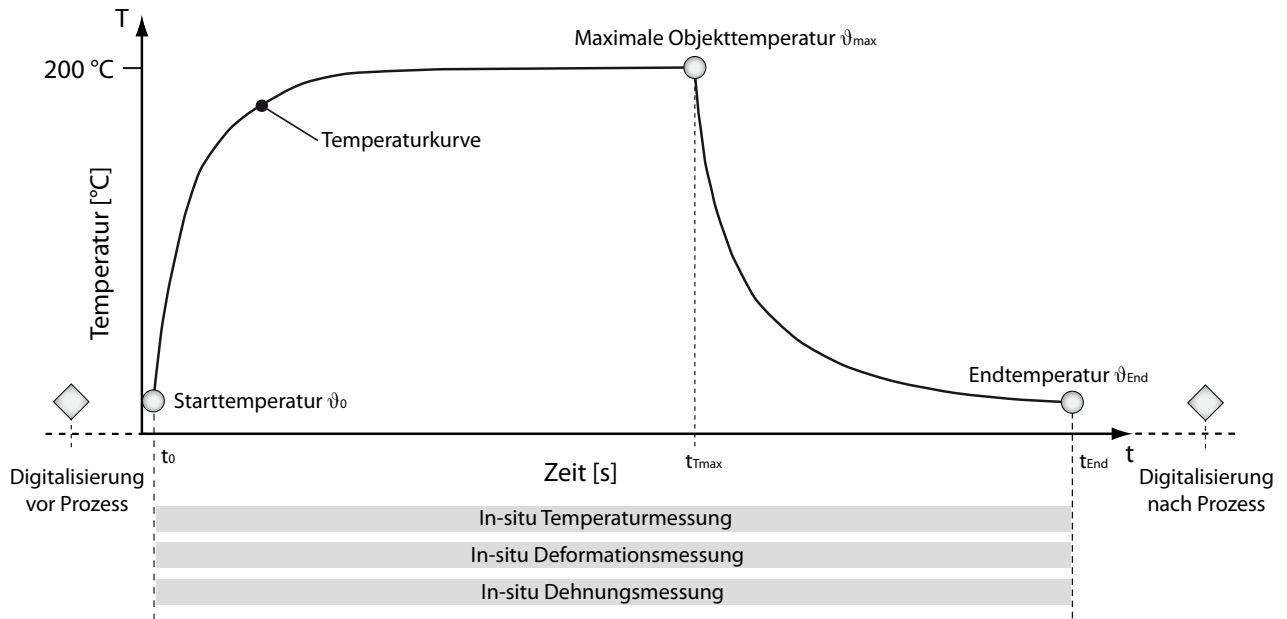 T
Maximale Objekttemperatur ϑmax
200 °C
Temperaturkurve
Temperatur [°C]
Starttemperatur ϑ0
Endtemperatur ϑEnd
t0
Zeit [s]
tTmax
tEnd
t
Digitalisierung
vor Prozess
Digitalisierung
nach Prozess
In-situ Temperaturmessung
In-situ Deformationsmessung
In-situ Dehnungsmessung